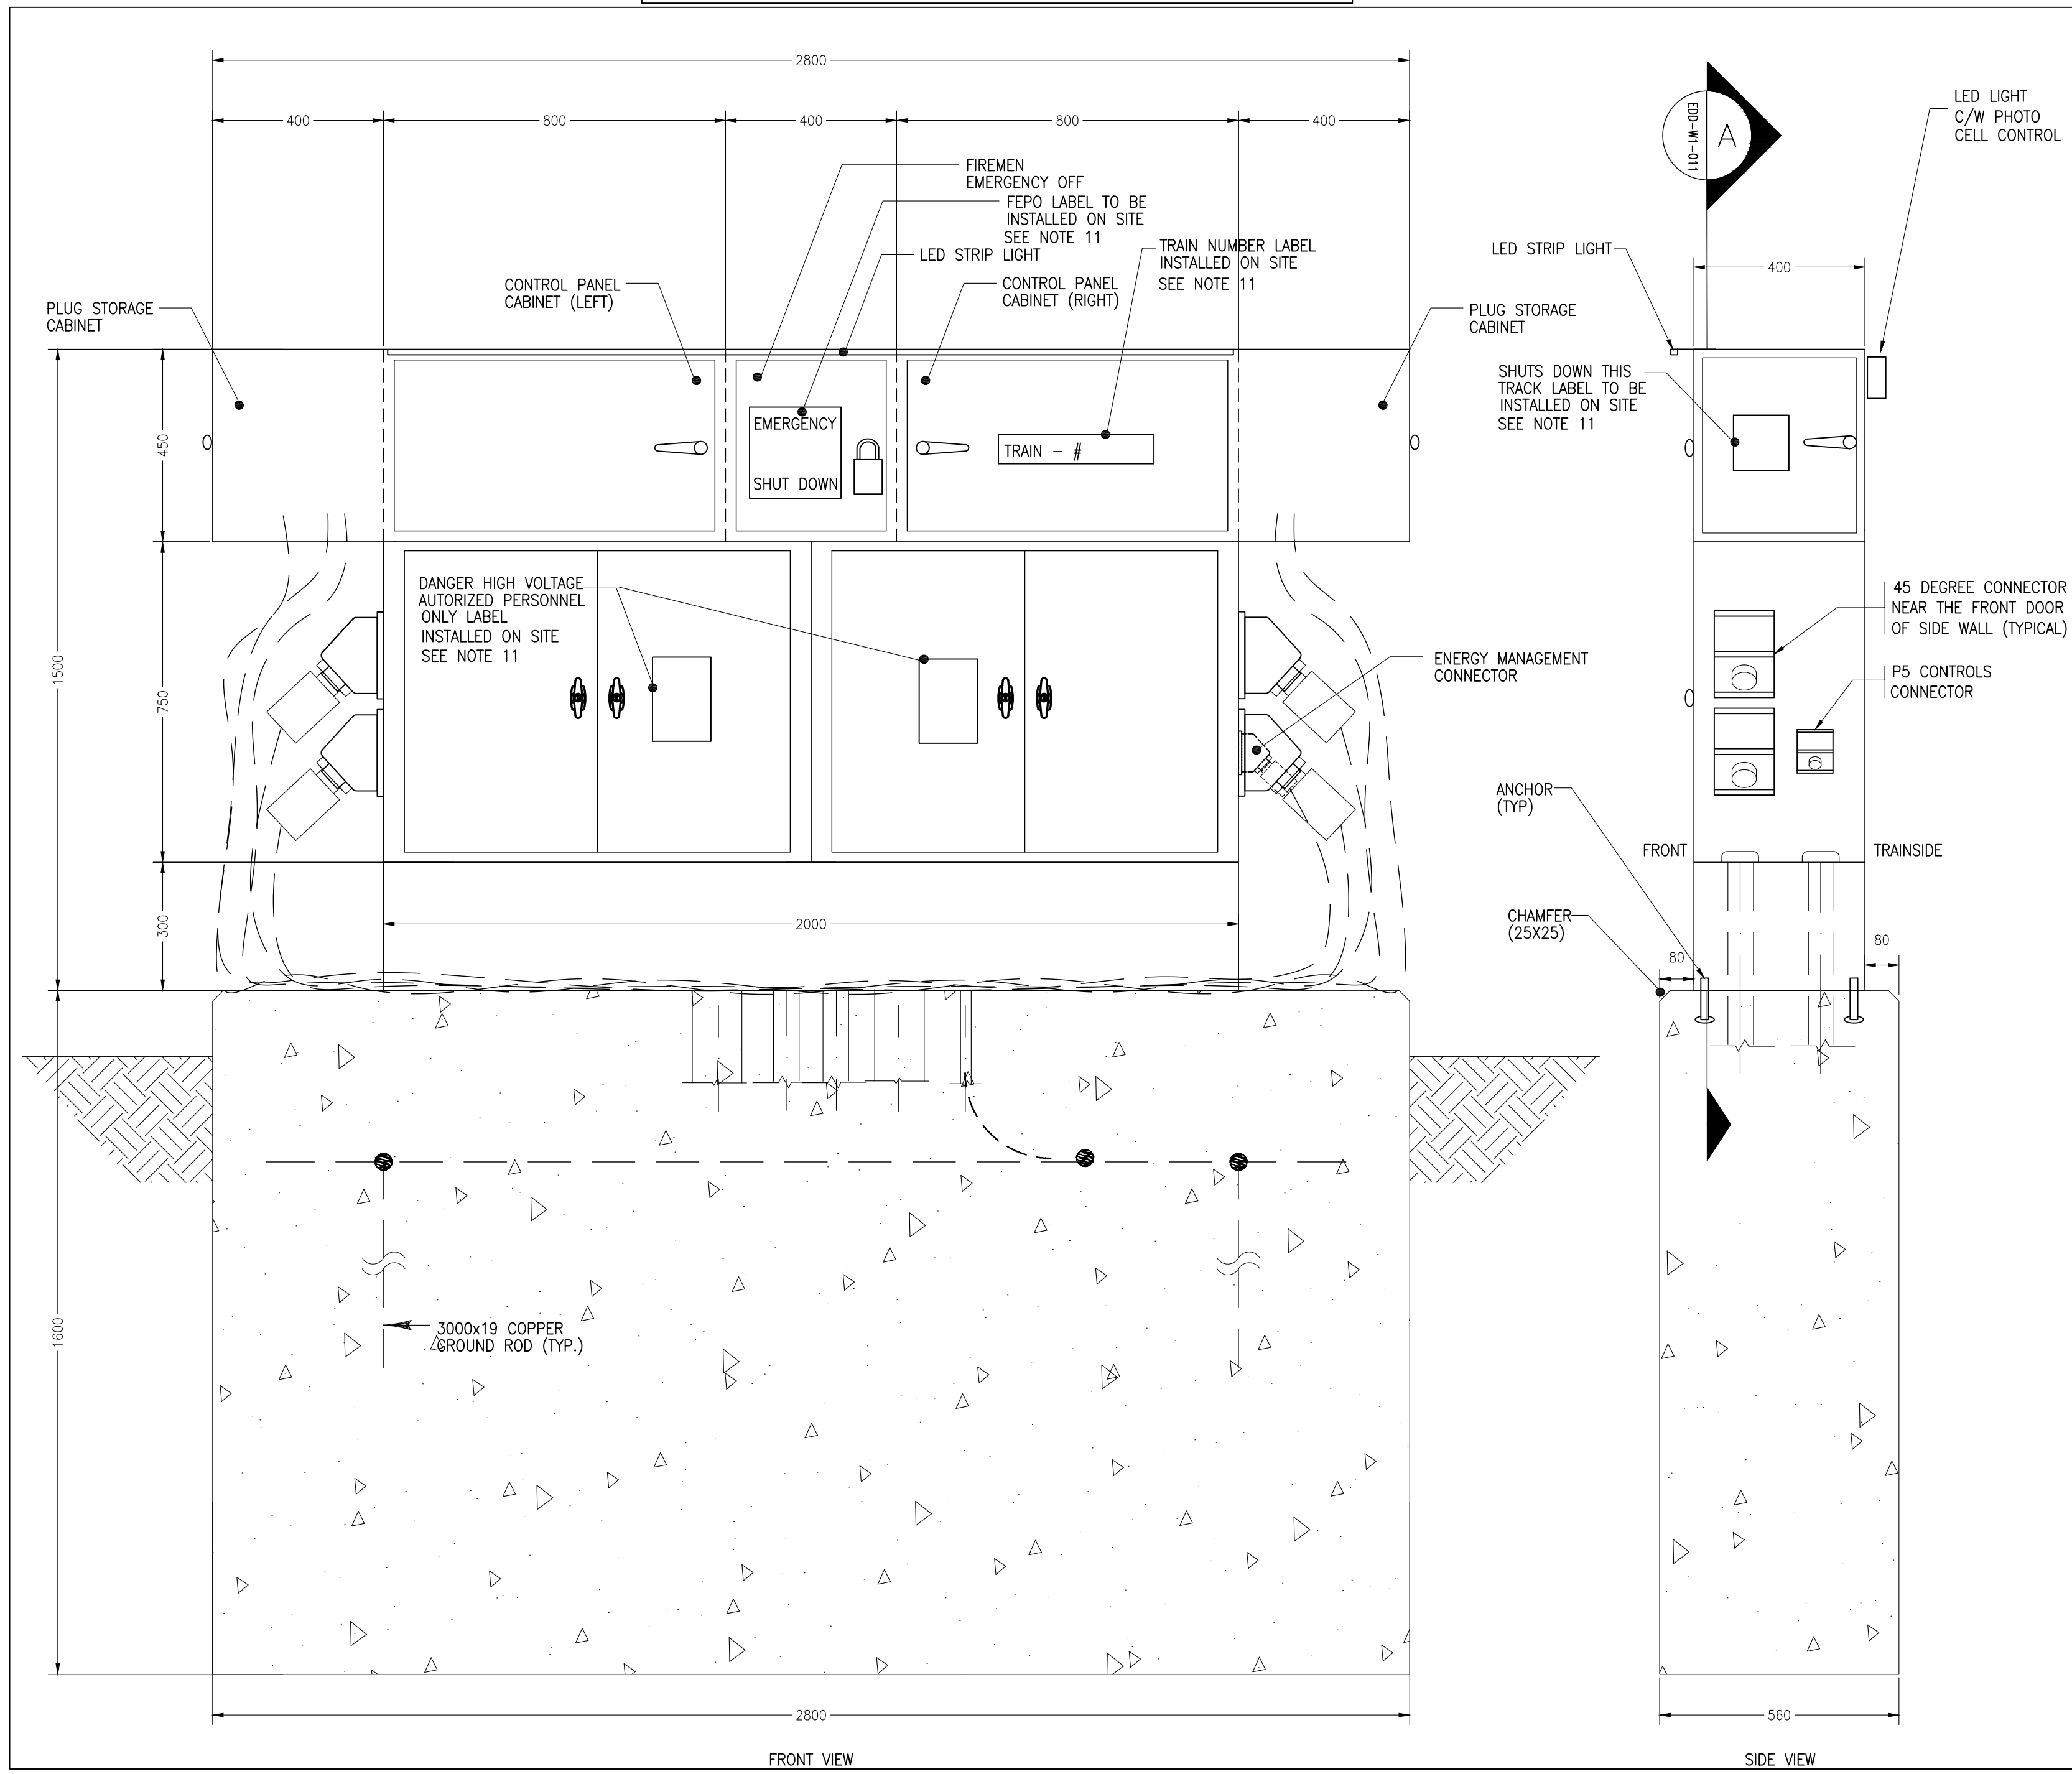 2800
400
800
400
800
400
FIREMEN
EMERGENCY OFF
FEPO LABEL TO BE
INSTALLED ON SITE
SEE NOTE 11
LED STRIP LIGHT
TRAIN NUMBER LABEL
INSTALLED ON SITE
SEE NOTE 11
CONTROL PANEL
CABINET (LEFT)
CONTROL PANEL
CABINET (RIGHT)
PLUG STORAGE
CABINET
PLUG STORAGE
CABINET
EMERGENCY
SHUT DOWN
TRAIN - #
450
1500
750
300
DANGER HIGH VOLTAGE
AUTORIZED PERSONNEL
ONLY LABEL
INSTALLED ON SITE
SEE NOTE 11
ENERGY MANAGEMENT
CONNECTOR
2000
1600
3000x19 COPPER
GROUND ROD (TYP.)
2800
FRONT VIEW
EDD-W1-011
A
LED LIGHT
C/W PHOTO
CELL CONTROL
LED STRIP LIGHT
400
SHUTS DOWN THIS
TRACK LABEL TO BE
INSTALLED ON SITE
SEE NOTE 11
45 DEGREE CONNECTOR
NEAR THE FRONT DOOR
OF SIDE WALL (TYPICAL)
P5 CONTROLS
CONNECTOR
ANCHOR
(TYP)
FRONT
TRAINSIDE
CHAMFER
(25X25)
80
80
560
SIDE VIEW